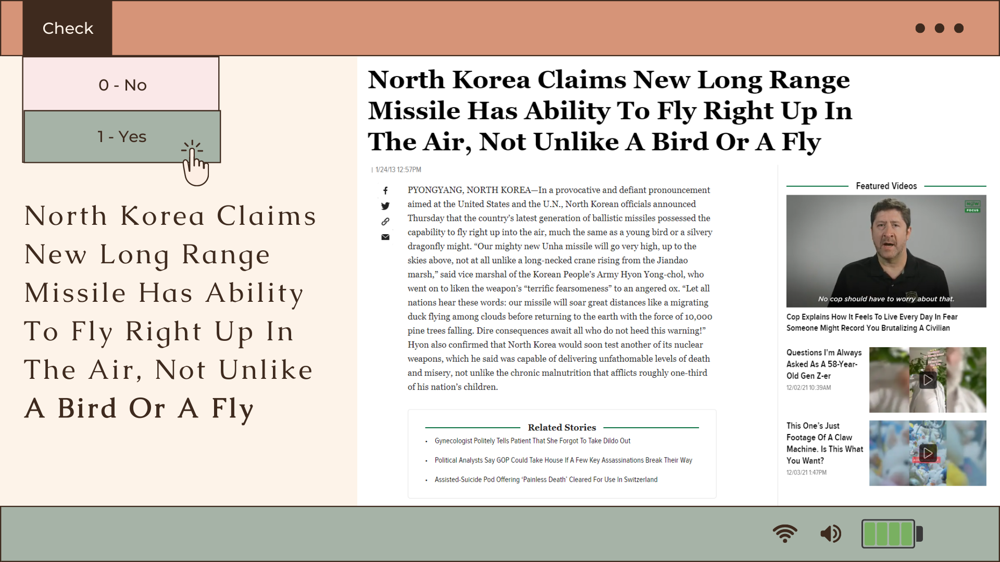 Check
0 - No
1 - Yes
North Korea Claims
New Long Range
Missile Has Ability
To Fly Right Up In
The Air, Not Unlike
A Bird Or A Fly
North Korea Claims New Long Range
Missile Has Ability To Fly Right Up In
The Air, Not Unlike A Bird Or A Fly
| 1/24/13 12:57PM
PYONGYANG, NORTH KOREA—In a provocative and defiant pronouncement
aimed at the United States and the U.N., North Korean officials announced
Thursday that the country’s latest generation of ballistic missiles possessed the
capability to fly right up into the air, much the same as a young bird or a silvery
dragonfly might. “Our mighty new Unha missile will go very high, up to the
skies above, not at all unlike a long-necked crane rising from the Jiandao
marsh,” said vice marshal of the Korean People’s Army Hyon Yong-chol, who
went on to liken the weapon’s “terrific fearsomeness” to an angered ox. “Let all
nations hear these words: our missile will soar great distances like a migrating
duck flying among clouds before returning to the earth with the force of 10,000
pine trees falling. Dire consequences await all who do not heed this warning!”
Hyon also confirmed that North Korea would soon test another of its nuclear
weapons, which he said was capable of delivering unfathomable levels of death
and misery, not unlike the chronic malnutrition that afflicts roughly one-third
of his nation’s children.
Related Stories
• Gynecologist Politely Tells Patient That She Forgot To Take Dildo Out
• Political Analysts Say GOP Could Take House If A Few Key Assassinations Break Their Way
• Assisted-Suicide Pod Offering ‘Painless Death’ Cleared For Use In Switzerland
Featured Videos
FOCUS
No cop should have to worry about that.
Cop Explains How It Feels To Live Every Day In Fear
Someone Might Record You Brutalizing A Civilian
Questions I'm Always
Asked As A 58-Year-
Old Gen Z-er
12/02/21 10:39AM
This One’s Just
Footage Of A Claw
Machine. Is This What
You Want?
12/03/21 1:47PM